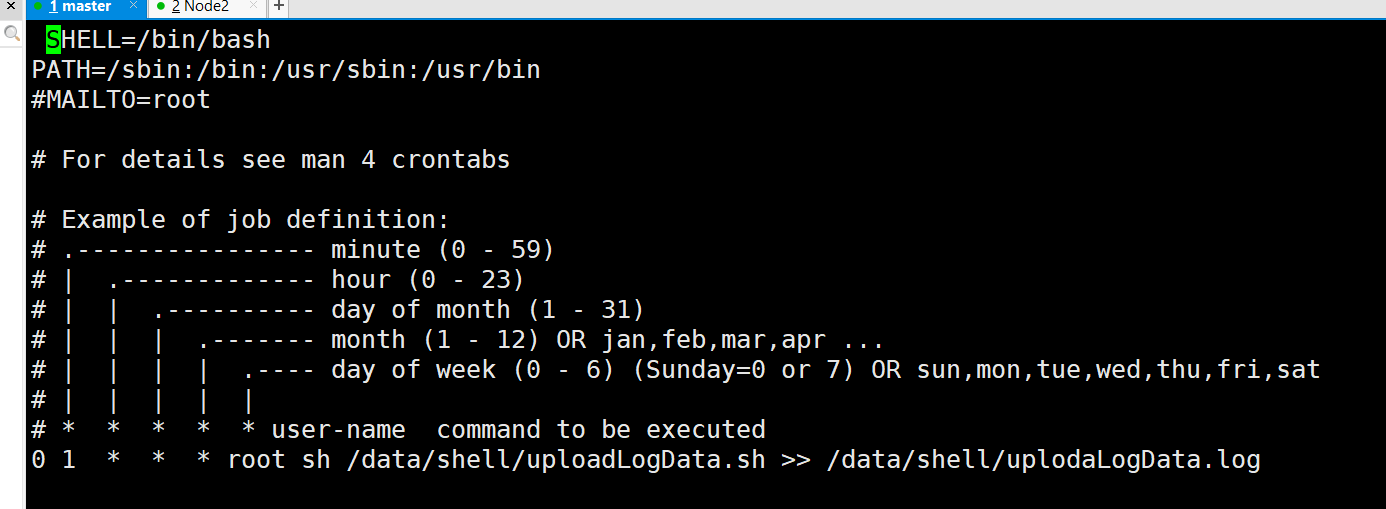 1 master × 2 Node2 × +
SHELL=/bin/bash
PATH=/sbin:/bin:/usr/sbin:/usr/bin
#MAILTO=root
# For details see man 4 crontabs
# Example of job definition:
# .---------------- minute (0 - 59)
# |  .------------- hour (0 - 23)
# |  |  .---------- day of month (1 - 31)
# |  |  |  .------- month (1 - 12) OR jan,feb,mar,apr ...
# |  |  |  |  .---- day of week (0 - 6) (Sunday=0 or 7) OR sun,mon,tue,wed,thu,fri,sat
# |  |  |  |  |
# *  *  *  *  * user-name  command to be executed
0 1  *  *  * root sh /data/shell/uploadLogData.sh >> /data/shell/uplodaLogData.log